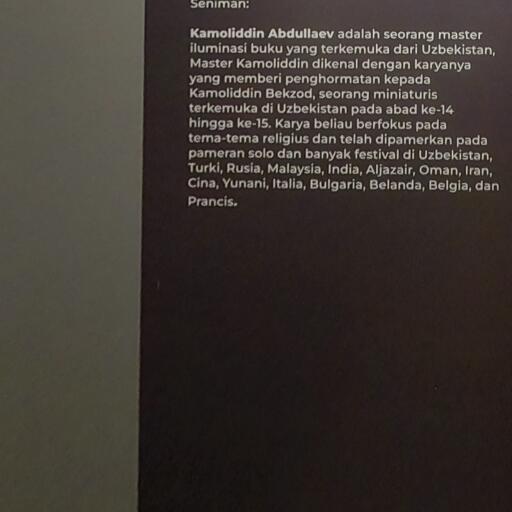 Seniman:
Kamoliddin Abdullaev adalah seorang master
iluminasi buku yang terkemuka dari Uzbekistan,
Master Kamoliddin dikenal dengan karyanya
yang memberi penghormatan kepada
Kamoliddin Bekzod, seorang miniaturis
terkemuka di Uzbekistan pada abad ke-14
hingga ke-15. Karya beliau berfokus pada
tema-tema religius dan telah dipamerkan pada
pameran solo dan banyak festival di Uzbekistan,
Turki, Rusia, Malaysia, India, Aljazair, Oman, Iran,
Cina, Yunani, Italia, Bulgaria, Belanda, Belgia, dan
Prancis.